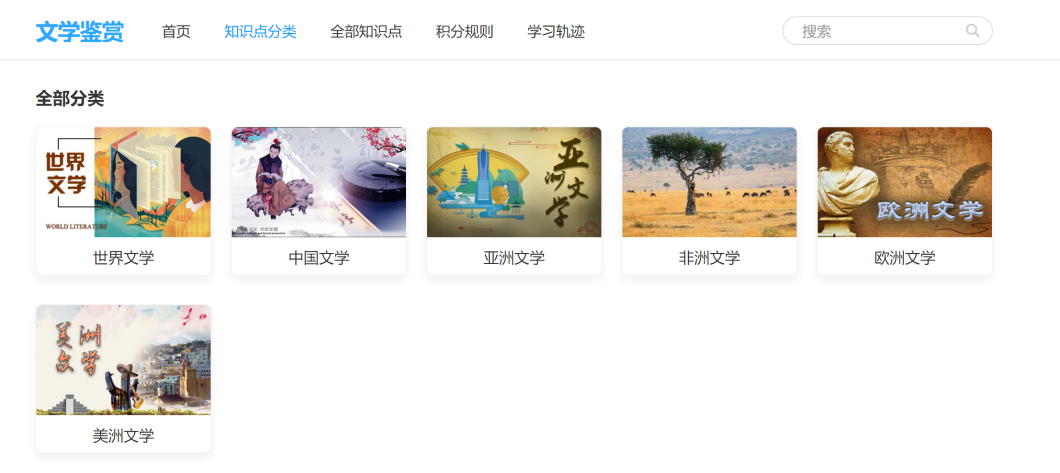 文学鉴赏 首页 知识点分类 全部知识点 积分规则 学习轨迹 搜索
全部分类
世界
文学
WORLD LITERATURE
亚洲文学
欧洲文学
世界文学 中国文学 亚洲文学 非洲文学 欧洲文学
美洲
文学
美洲文学